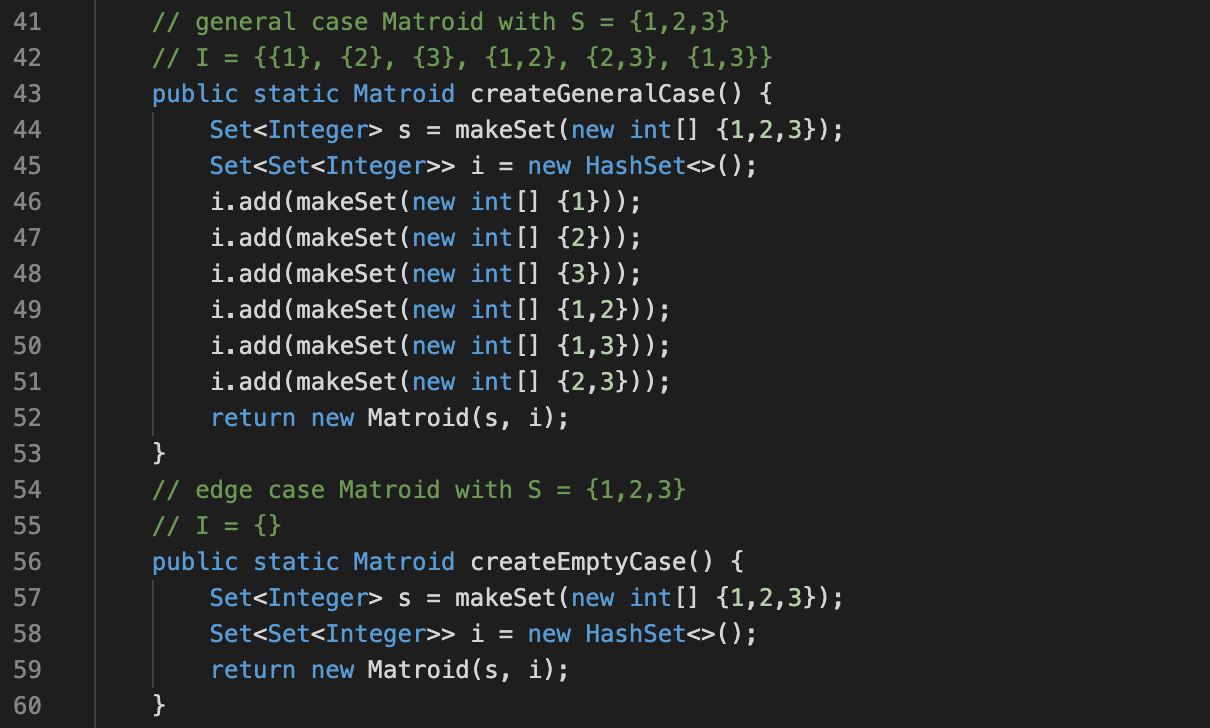 41 // general case Matroid with S = {1,2,3}
42 // I = {{1}, {2}, {3}, {1,2}, {2,3}, {1,3}}
43 public static Matroid createGeneralCase() {
44 Set<Integer> s = makeSet(new int[] {1,2,3});
45 Set<Set<Integer>> i = new HashSet<>();
46 i.add(makeSet(new int[] {1}));
47 i.add(makeSet(new int[] {2}));
48 i.add(makeSet(new int[] {3}));
49 i.add(makeSet(new int[] {1,2}));
50 i.add(makeSet(new int[] {1,3}));
51 i.add(makeSet(new int[] {2,3}));
52 return new Matroid(s, i);
53 }
54 // edge case Matroid with S = {1,2,3}
55 // I = {}
56 public static Matroid createEmptyCase() {
57 Set<Integer> s = makeSet(new int[] {1,2,3});
58 Set<Set<Integer>> i = new HashSet<>();
59 return new Matroid(s, i);
60 }